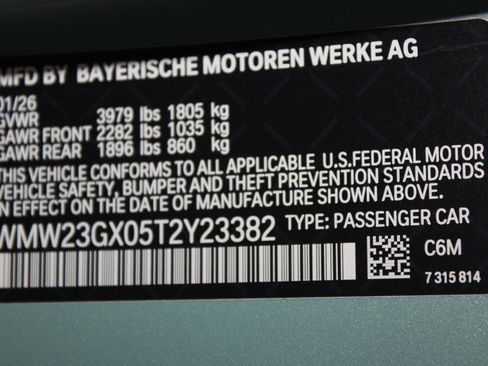 MFD BY BAYERISCHE MOTOREN WERKE AG
01/26
GVWR 3979 lbs 1805 kg
GAWR FRONT 2282 lbs 1035 kg
GAWR REAR 1896 lbs 860 kg
THIS VEHICLE CONFORMS TO ALL APPLICABLE U.S.FEDERAL MOTOR
VEHICLE SAFETY, BUMPER AND THEFT PREVENTION STANDARDS
IN EFFECT ON THE DATE OF MANUFACTURE SHOWN ABOVE.
WMW23GX05T2Y23382 TYPE: PASSENGER CAR
C6M
7 315 814